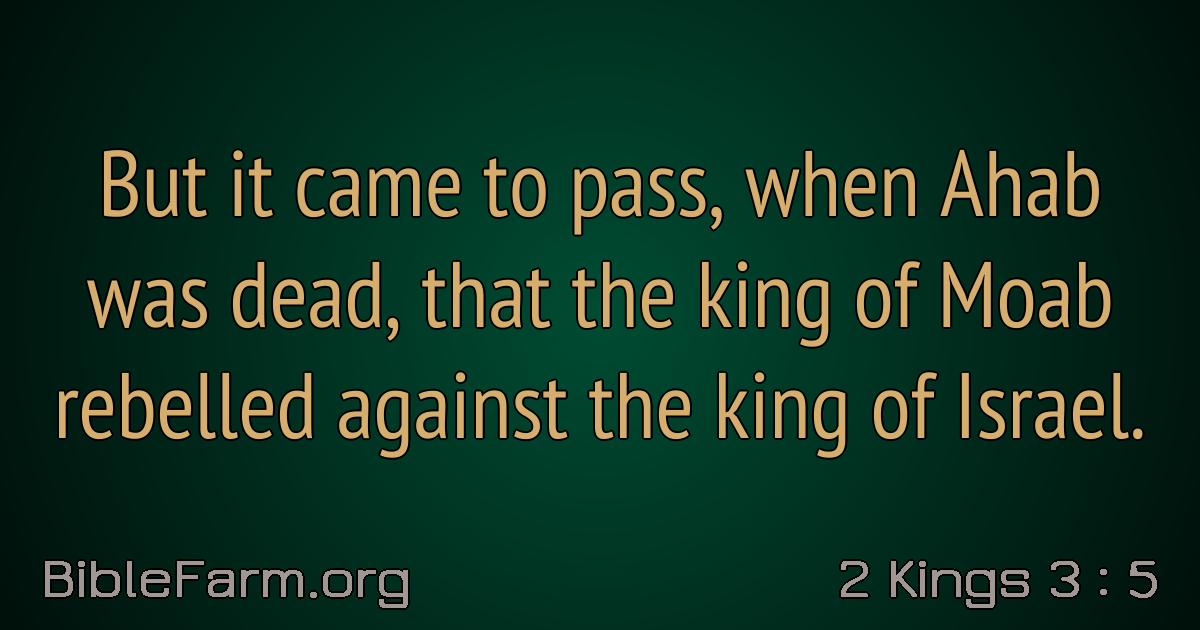 But it came to pass, when Ahab
was dead, that the king of Moab
rebelled against the king of Israel.
BibleFarm.org
2 Kings 3 : 5